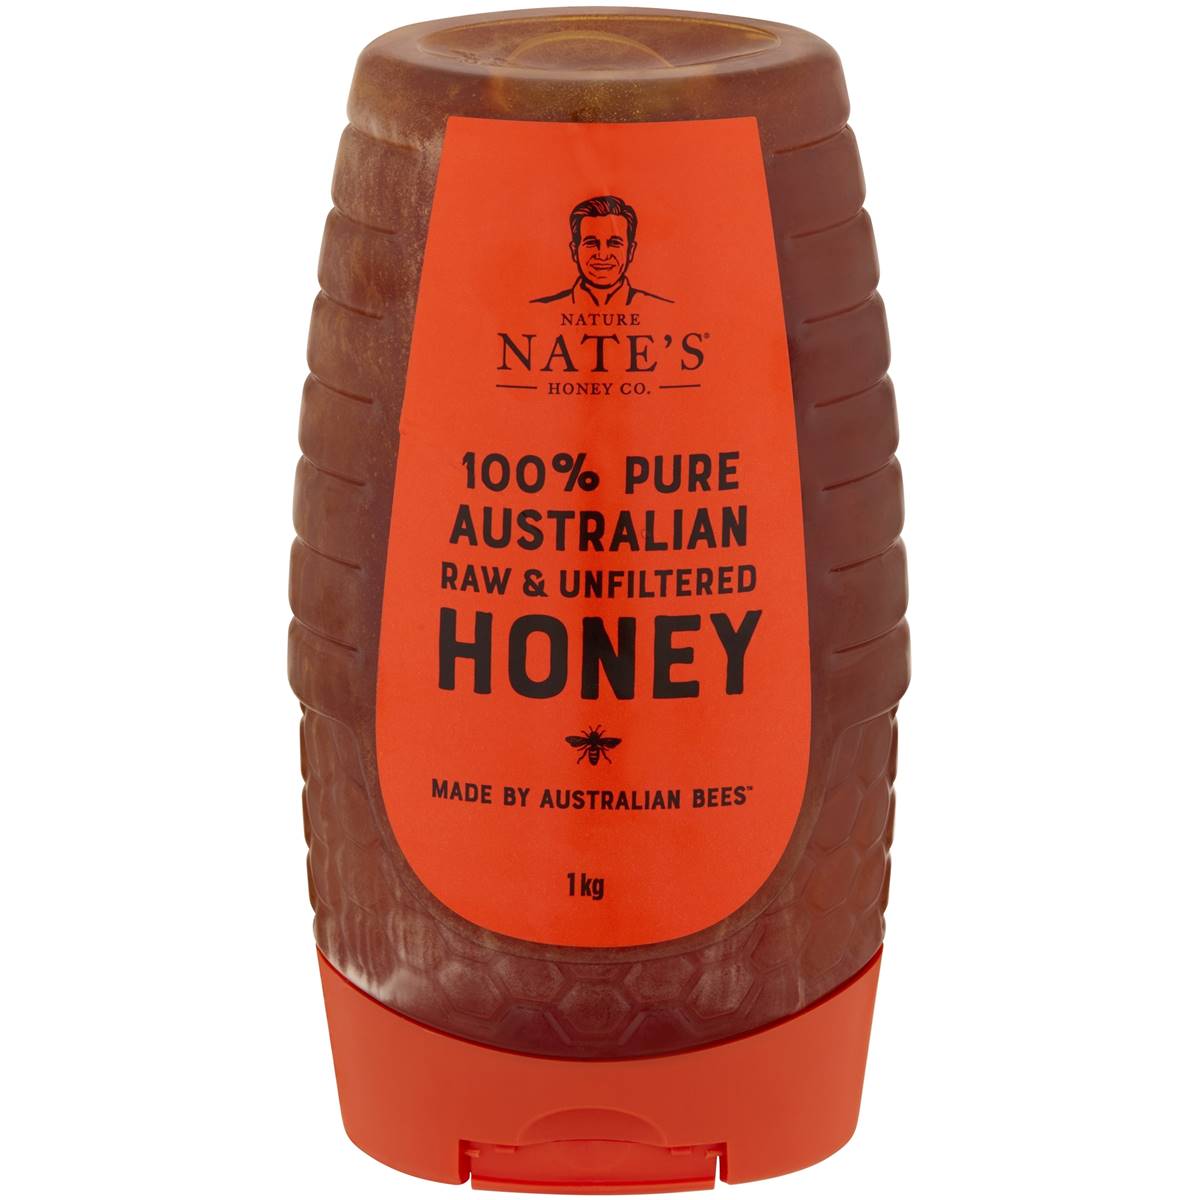 NATURE
NATE'S®
HONEY CO.
100% PURE
AUSTRALIAN
RAW & UNFILTERED
HONEY
MADE BY AUSTRALIAN BEES™
1kg